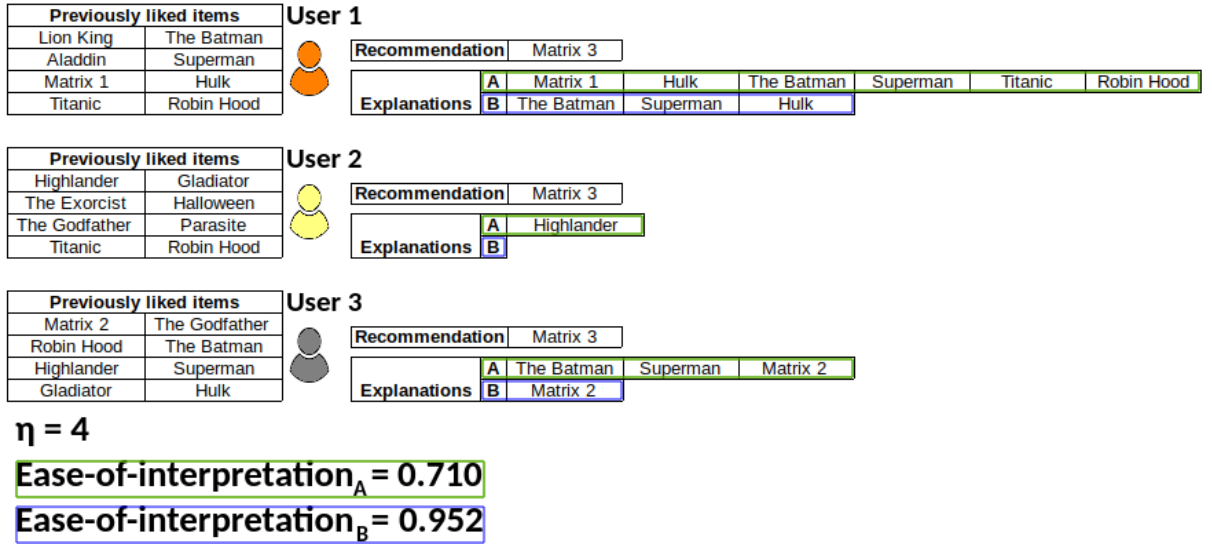 Previously liked items User 1
Lion King The Batman
Recommendation Matrix 3
Aladdin Superman
Matrix 1 Hulk
A Matrix 1 Hulk The Batman Superman Titanic Robin Hood
Titanic Robin Hood
Explanations B The Batman Superman Hulk
Previously liked items User 2
Highlander Gladiator
Recommendation Matrix 3
The Exorcist Halloween
The Godfather Parasite
A Highlander
Titanic Robin Hood
Explanations B
Previously liked items User 3
Matrix 2 The Godfather
Recommendation Matrix 3
Robin Hood The Batman
Highlander Superman
A The Batman Superman Matrix 2
Gladiator Hulk
Explanations B Matrix 2
η = 4
Ease-of-interpretation_A = 0.710
Ease-of-interpretation_B = 0.952